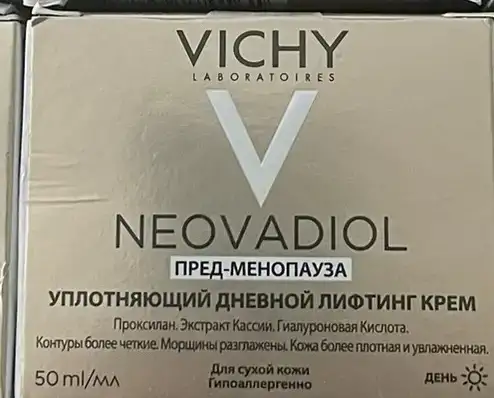 VICHY
LABORATOIRES
V
NEOVADIOL
ПРЕД-МЕНОПАУЗА
УПЛОТНЯЮЩИЙ ДНЕВНОЙ ЛИФТИНГ КРЕМ
Проксилан. Экстракт Кассии. Гиалуроновая Кислота.
Контуры более четкие. Морщины разглажены. Кожа более плотная и увлажненная.
50 ml/мл
Для сухой кожи
Гипоаллергенно
ДЕНЬ